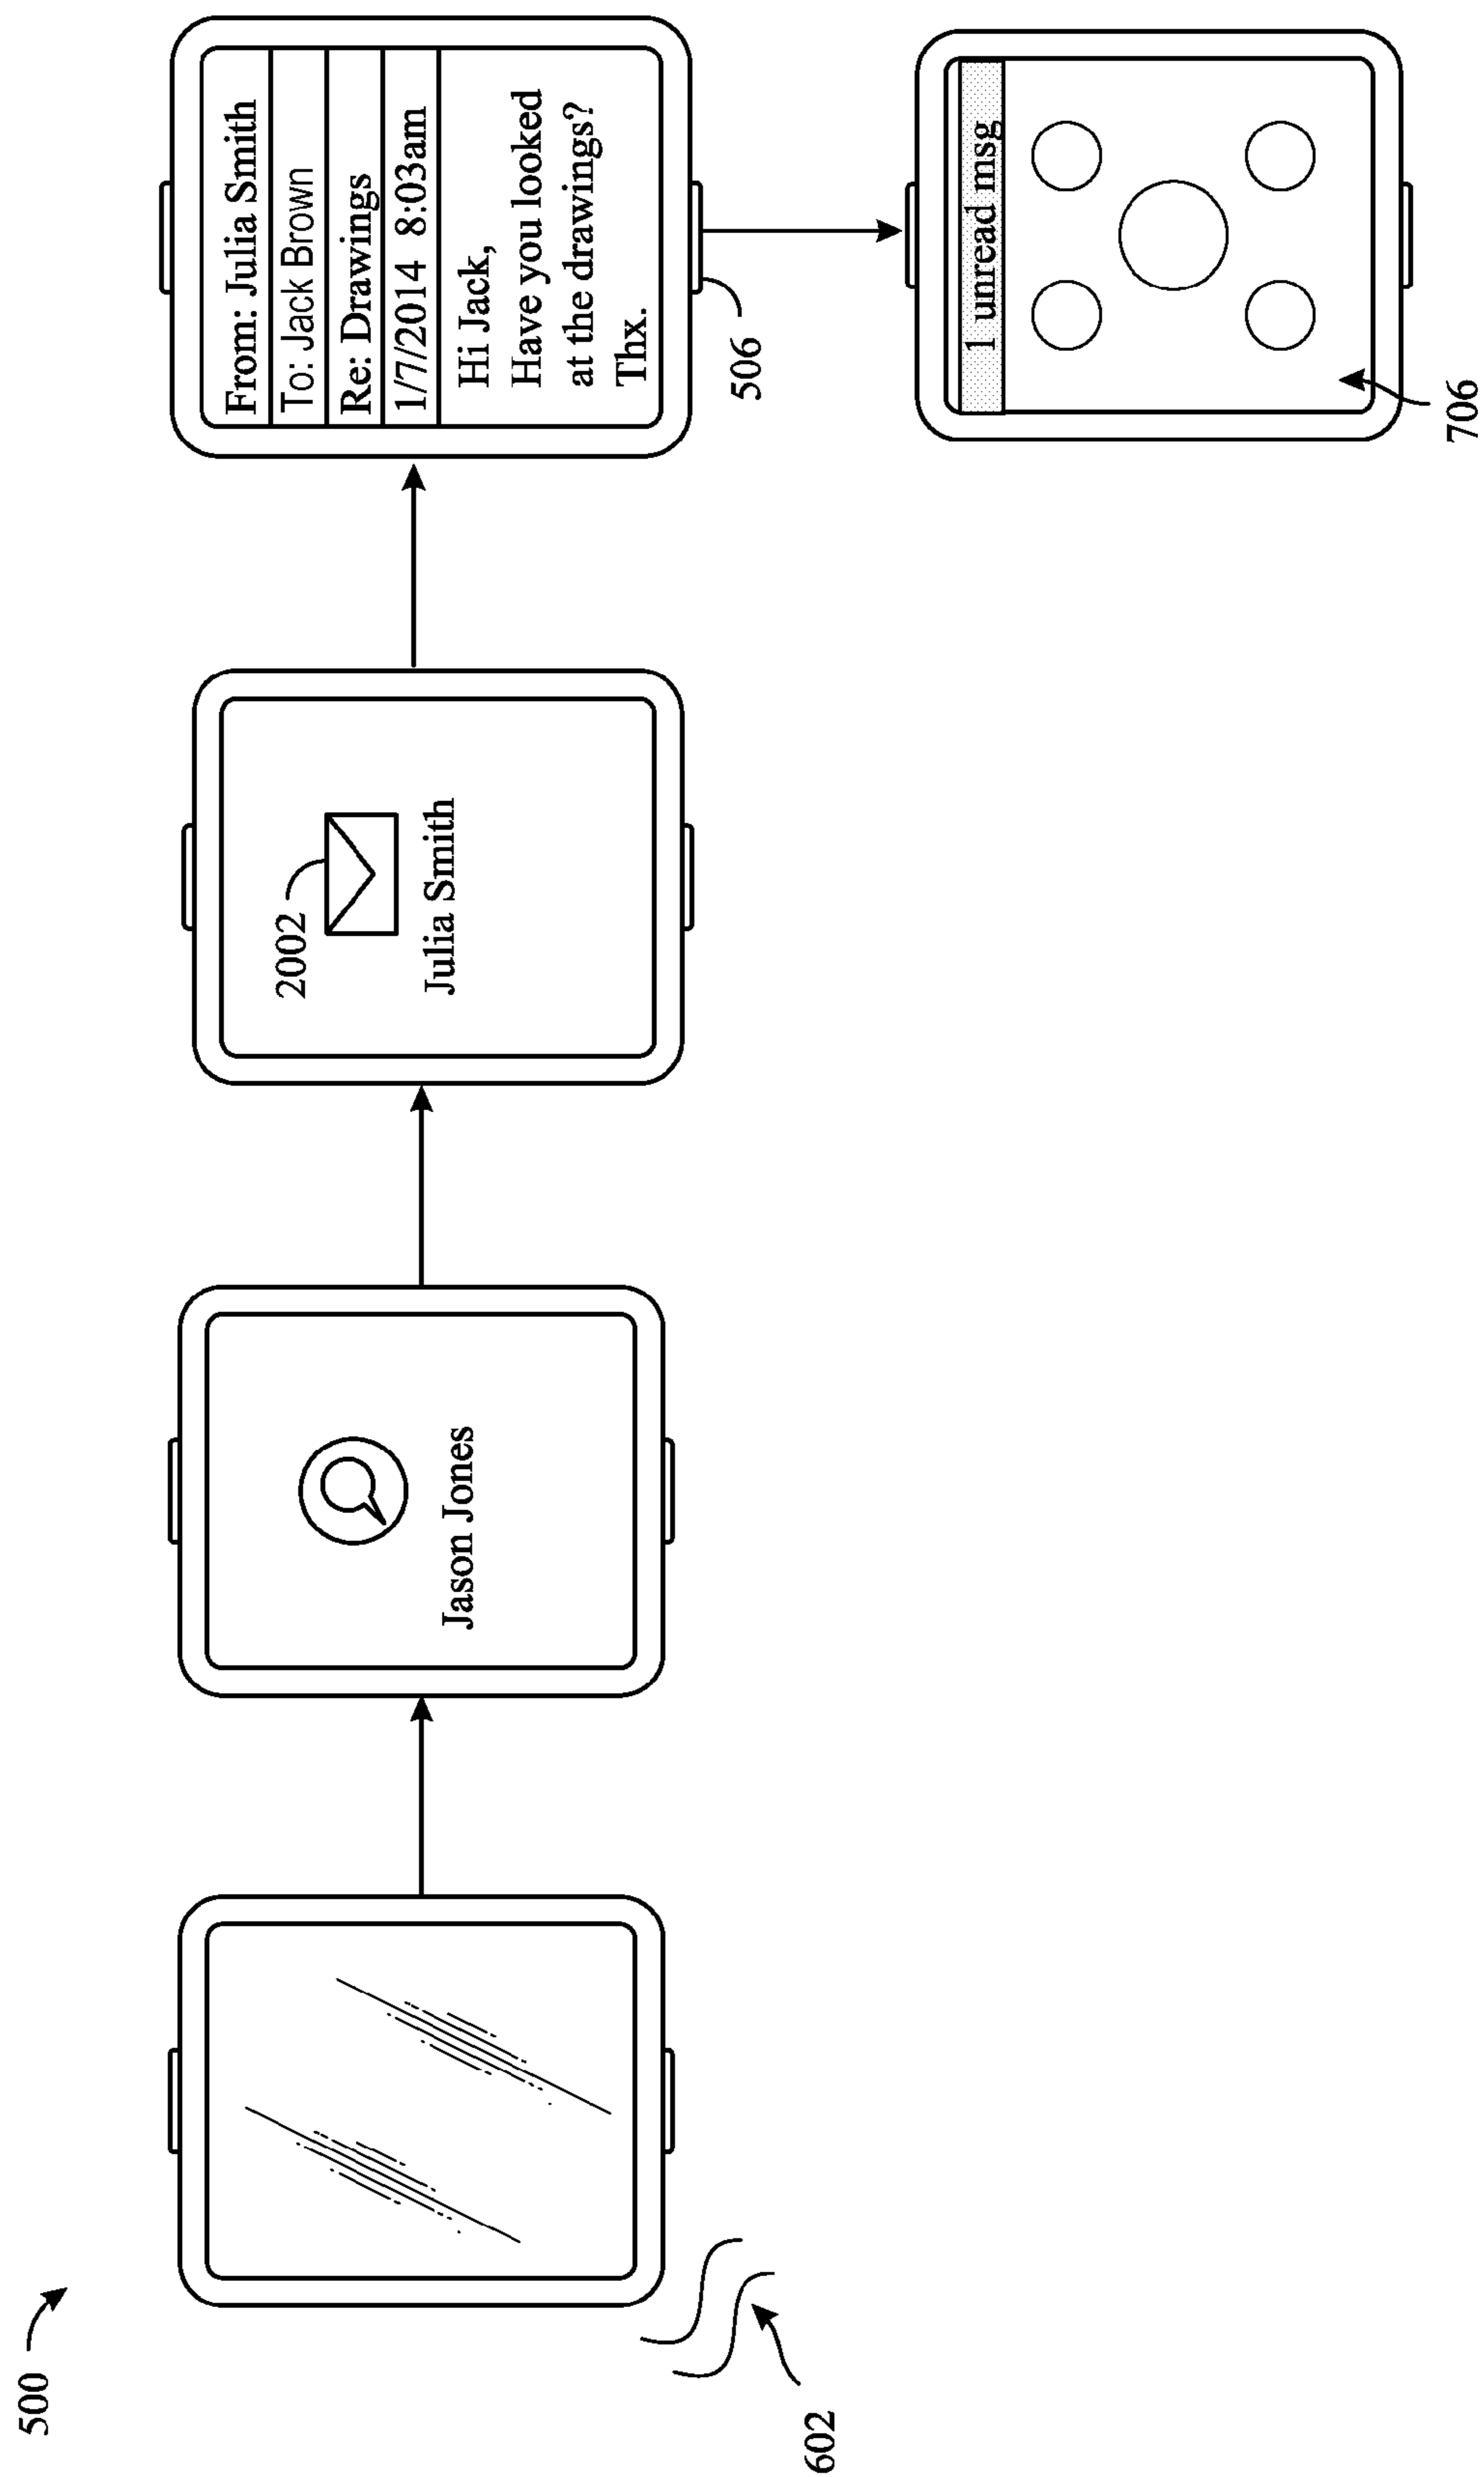 500
602
Jason Jones
2002
Julia Smith
From: Julia Smith
To: Jack Brown
Re: Drawings
1/7/2014 8:03am
Hi Jack,
Have you looked
at the drawings?
Thx.
506
1 unread msg
706